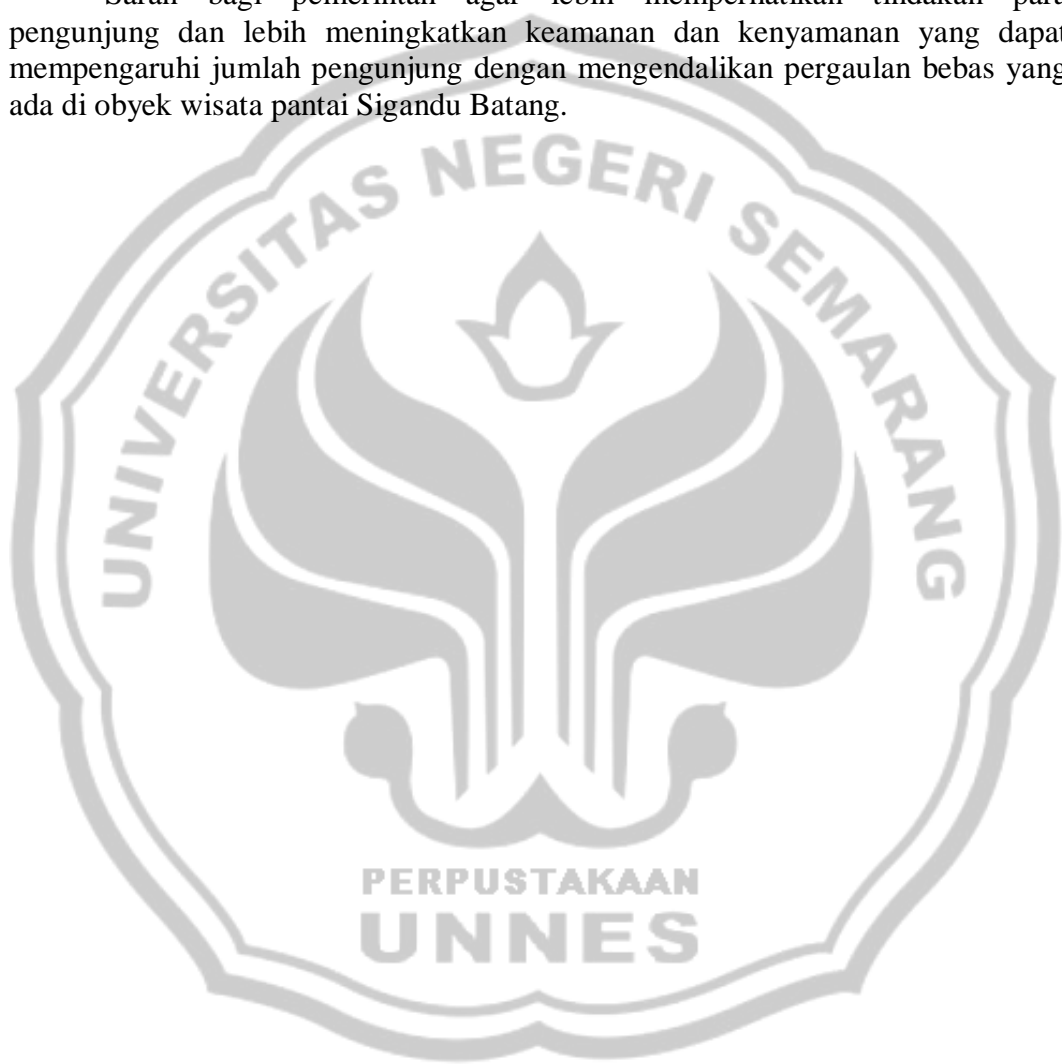 Saran bagi pemerintah agar lebih memperhatikan tindakan para
pengunjung dan lebih meningkatkan keamanan dan kenyamanan yang dapat
mempengaruhi jumlah pengunjung dengan mengendalikan pergaulan bebas yang
ada di obyek wisata pantai Sigandu Batang.
UNIVERSITAS NEGERI SEMARANG
PERPUSTAKAAN
UNNES